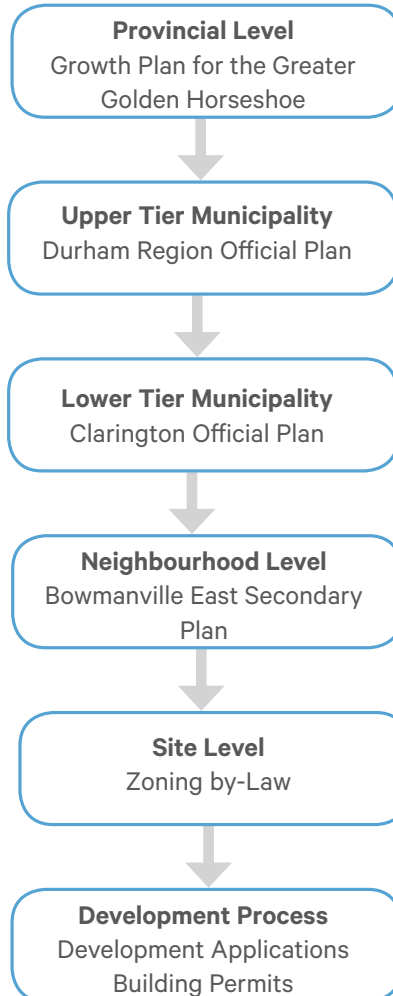 Provincial Level
Growth Plan for the Greater
Golden Horseshoe
Upper Tier Municipality
Durham Region Official Plan
Lower Tier Municipality
Clarington Official Plan
Neighbourhood Level
Bowmanville East Secondary
Plan
Site Level
Zoning by-Law
Development Process
Development Applications
Building Permits